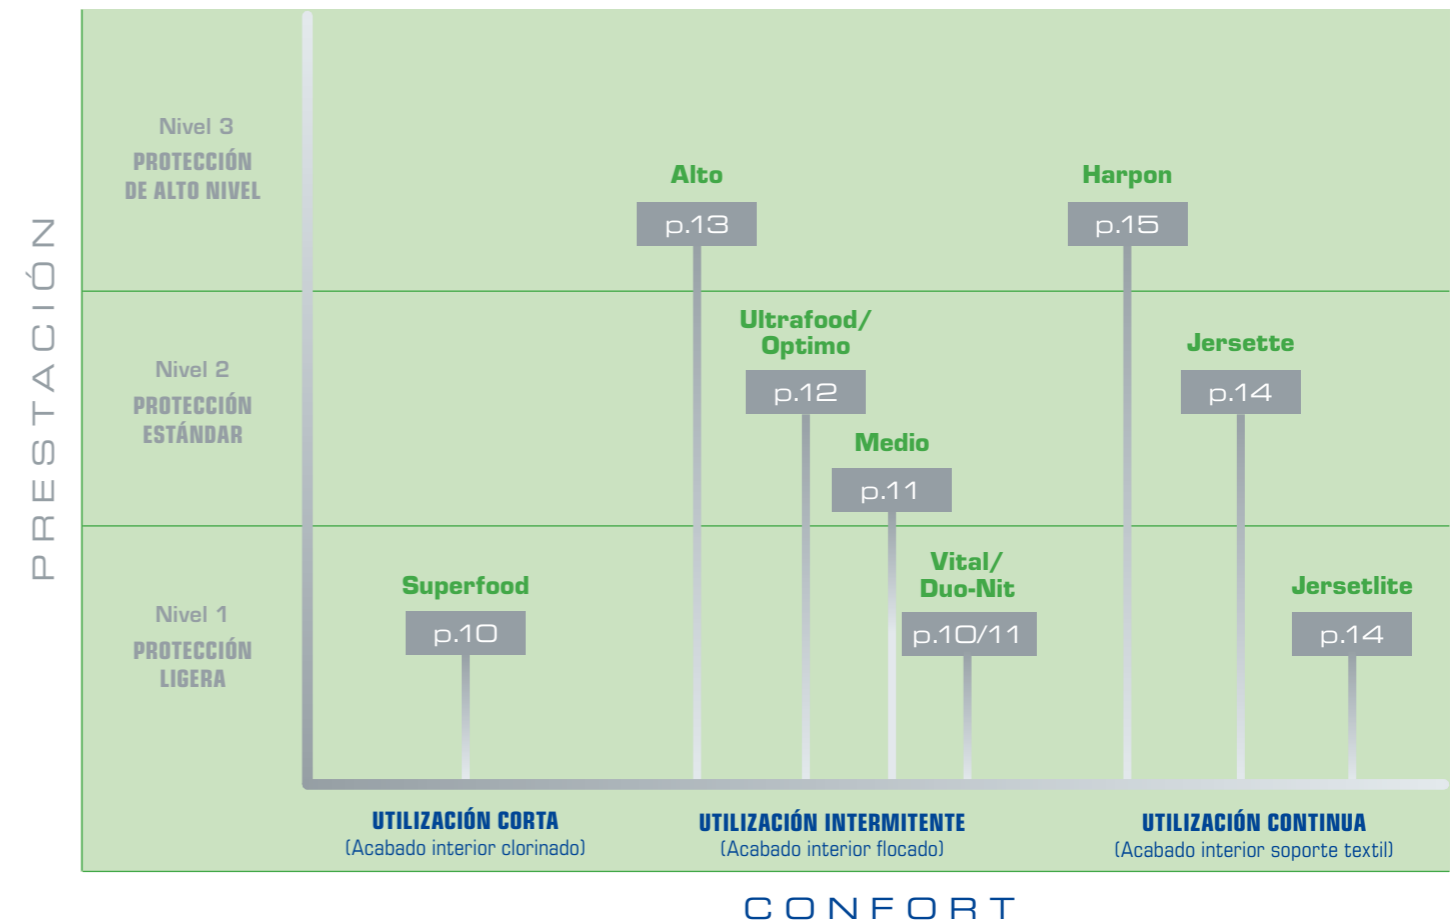 PRESTACIÓN
Nivel 3
PROTECCIÓN
DE ALTO NIVEL
Alto
p.13
Harpon
p.15
Nivel 2
PROTECCIÓN
ESTÁNDAR
Ultrafood/
Optimo
p.12
Medio
p.11
Jersette
p.14
Nivel 1
PROTECCIÓN
LIGERA
Superfood
p.10
Vital/
Duo-Nit
p.10/11
Jersetlite
p.14
UTILIZACIÓN CORTA
(Acabado interior clorinado)
UTILIZACIÓN INTERMITENTE
(Acabado interior flocado)
UTILIZACIÓN CONTINUA
(Acabado interior soporte textil)
CONFORT